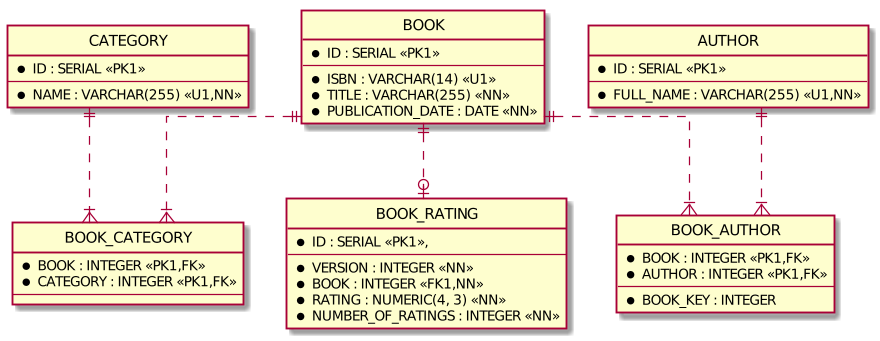 CATEGORY
ID : SERIAL «PK1»
NAME : VARCHAR(255) «U1,NN»
BOOK
ID : SERIAL «PK1»
ISBN : VARCHAR(14) «U1»
TITLE : VARCHAR(255) «NN»
PUBLICATION_DATE : DATE «NN»
AUTHOR
ID : SERIAL «PK1»
FULL_NAME : VARCHAR(255) «U1,NN»
BOOK_CATEGORY
BOOK : INTEGER «PK1,FK»
CATEGORY : INTEGER «PK1,FK»
BOOK_RATING
ID : SERIAL «PK1»,
VERSION : INTEGER «NN»
BOOK : INTEGER «FK1,NN»
RATING : NUMERIC(4, 3) «NN»
NUMBER_OF_RATINGS : INTEGER «NN»
BOOK_AUTHOR
BOOK : INTEGER «PK1,FK»
AUTHOR : INTEGER «PK1,FK»
BOOK_KEY : INTEGER